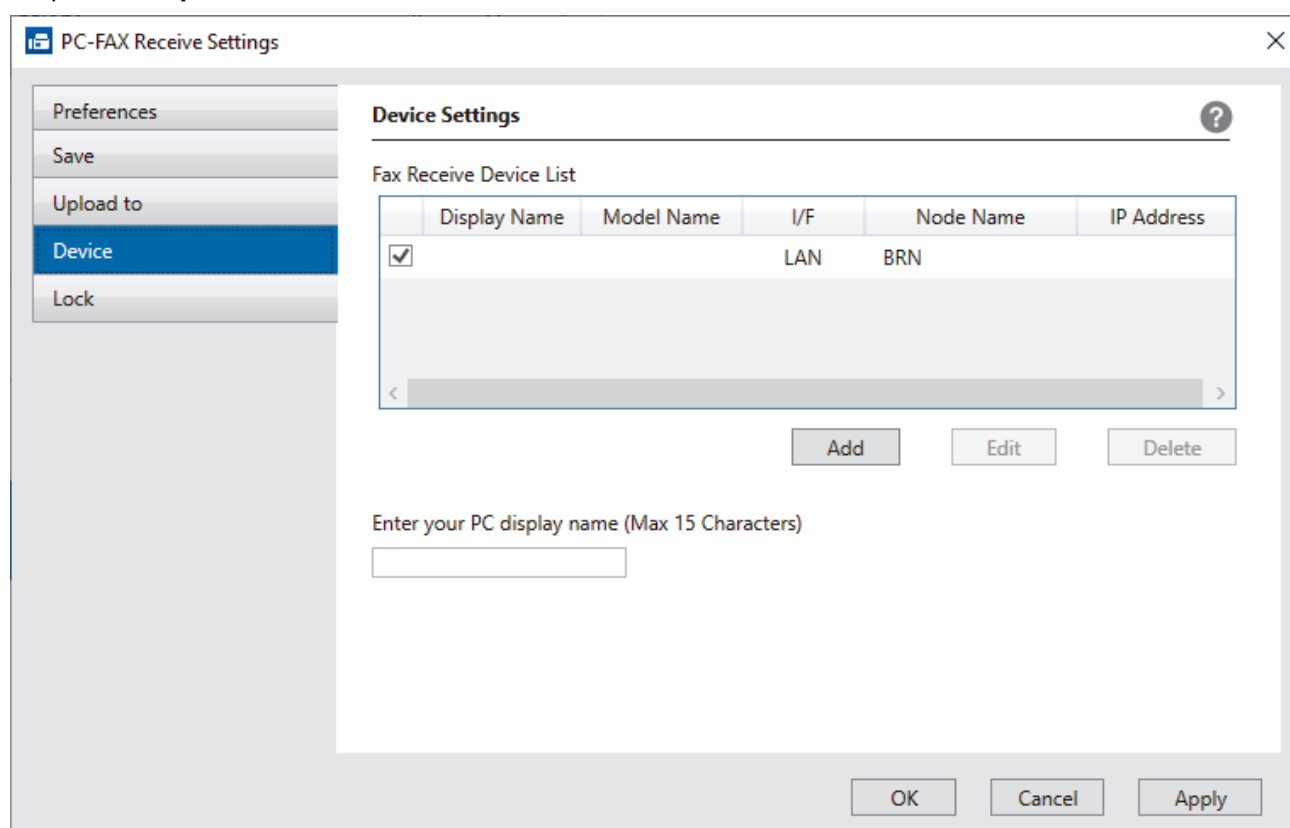 PC-FAX Receive Settings
Preferences
Save
Upload to
Device
Lock
Device Settings
?
Fax Receive Device List
Display Name Model Name I/F Node Name IP Address
LAN BRN
Add Edit Delete
Enter your PC display name (Max 15 Characters)
OK Cancel Apply